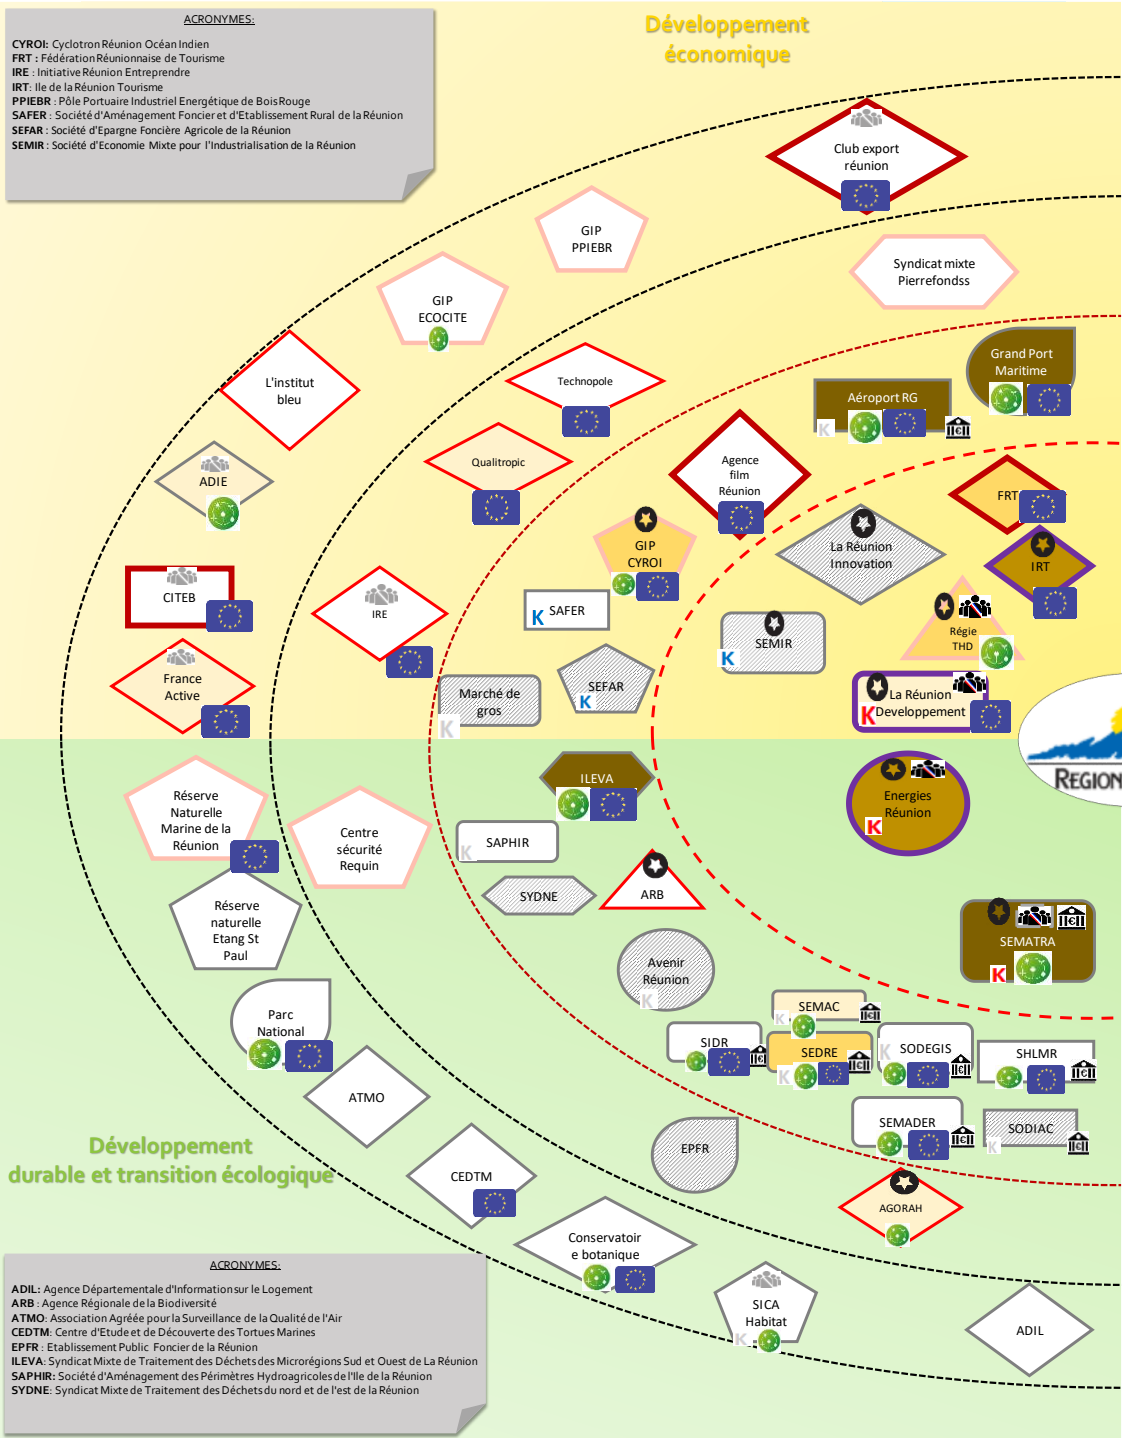 ACRONYMES:
CYROI: Cyclotron Réunion Océan Indien
FRT : Fédération Réunionnaise de Tourisme
IRE : Initiative Réunion Entreprendre
IRT: Ile de la Réunion Tourisme
PPIEBR : Pôle Portuaire Industriel Energétique de Bois Rouge
SAFER : Société d'Aménagement Foncier et d'Etablissement Rural de la Réunion
SEFAR : Société d'Epargne Foncière Agricole de la Réunion
SEMIR : Société d'Economie Mixte pour l'Industrialisation de la Réunion
Développement
économique
Club export
réunion
GIP
PPIEBR
Syndicat mixte
Pierrefondss
GIP
ECOCITE
L'institut
bleu
Technopole
Grand Port
Maritime
Aéroport RG
K
Qualitropic
ADIE
Agence
film
Réunion
FRT
La Réunion
Innovation
GIP
CYROI
IRT
CITEB
IRE
K SAFER
SEMIR
K
Régie
THD
France
Active
Marché de
gros
K
SEFAR
K
La Réunion
K Developpement
REGION
ILEVA
Energies
Réunion
K
Réserve
Naturelle
Marine de la
Réunion
Centre
sécurité
Requin
SAPHIR
K
SYDNE
ARB
Réserve
naturelle
Etang St
Paul
Avenir
Réunion
K
SEMATRA
K
Parc
National
SEMAC
K
SIDR
SEDRE
K
SODEGIS
K
SHLMR
ATMO
SEMADER
SODIAC
K
EPFR
Développement
durable et transition écologique
CEDTM
AGORAH
Conservatoir
e botanique
SICA
Habitat
K
ADIL
ACRONYMES:
ADIL: Agence Départementale d'Information sur le Logement
ARB : Agence Régionale de la Biodiversité
ATMO: Association Agréée pour la Surveillance de la Qualité de l'Air
CEDTM: Centre d'Etude et de Découverte des Tortues Marines
EPFR : Etablissement Public Foncier de la Réunion
ILEVA: Syndicat Mixte de Traitement des Déchets des Microrégions Sud et Ouest de La Réunion
SAPHIR: Société d'Aménagement des Périmètres Hydroagricoles de l'Ile de la Réunion
SYDNE: Syndicat Mixte de Traitement des Déchets du nord et de l'est de la Réunion